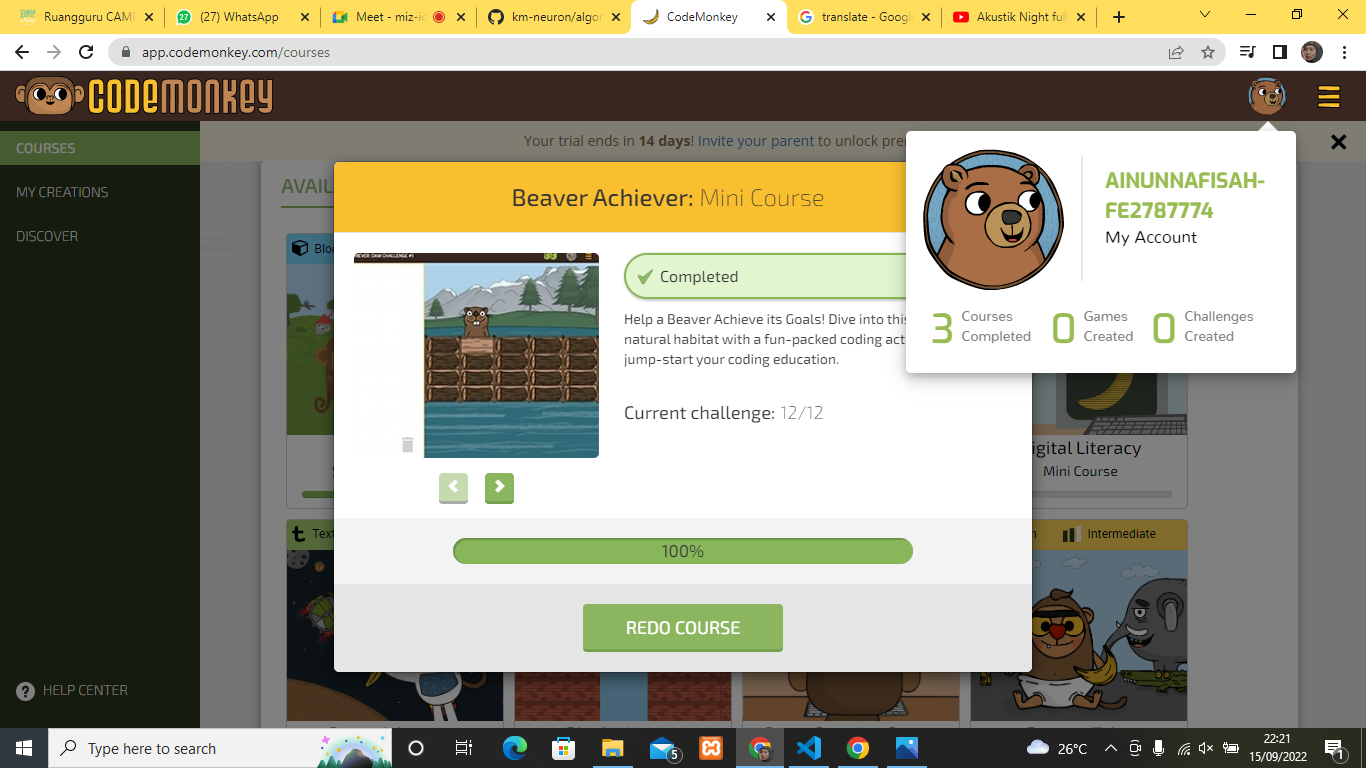 Ruangguru CAMP
(27) WhatsApp
Meet - miz-ic
km-neuron/algor
CodeMonkey
translate - Googl
Akustik Night full
app.codemonkey.com/courses
CODEMONKEY
Your trial ends in 14 days! Invite your parent to unlock pre
COURSES
MY CREATIONS
DISCOVER
HELP CENTER
AVAIL
Beaver Achiever: Mini Course
BEAVER DAM CHALLENGE #1
Completed
Help a Beaver Achieve its Goals! Dive into this
natural habitat with a fun-packed coding act
jump-start your coding education.
Current challenge: 12/12
100%
REDO COURSE
AINUNNAFISAH-
FE2787774
My Account
3 Courses
Completed
0 Games
Created
0 Challenges
Created
Bloc
igital Literacy
Mini Course
Text
Intermediate
Type here to search
5
26°C
22:21
15/09/2022
1